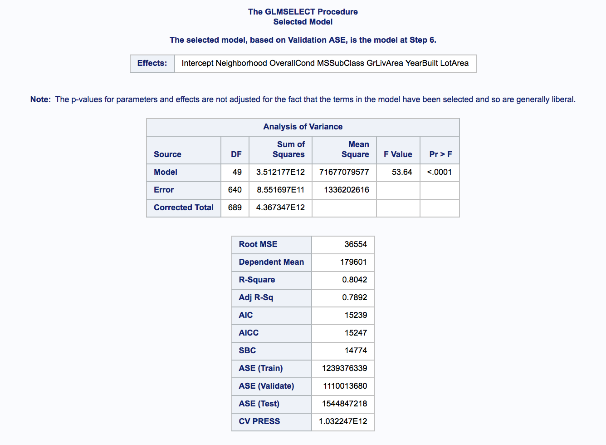 The GLMSELECT Procedure
Selected Model
The selected model, based on Validation ASE, is the model at Step 6.
Effects: Intercept Neighborhood OverallCond MSSubClass GrLivArea YearBuilt LotArea
Note: The p-values for parameters and effects are not adjusted for the fact that the terms in the model have been selected and so are generally liberal.
Analysis of Variance
Source DF Sum of Squares Mean Square F Value Pr > F
Model 49 3.512177E12 71677079577 53.64 <.0001
Error 640 8.551697E11 1336202616
Corrected Total 689 4.367347E12
Root MSE 36554
Dependent Mean 179601
R-Square 0.8042
Adj R-Sq 0.7892
AIC 15239
AICC 15247
SBC 14774
ASE (Train) 1239376339
ASE (Validate) 1110013680
ASE (Test) 1544847218
CV PRESS 1.032247E12